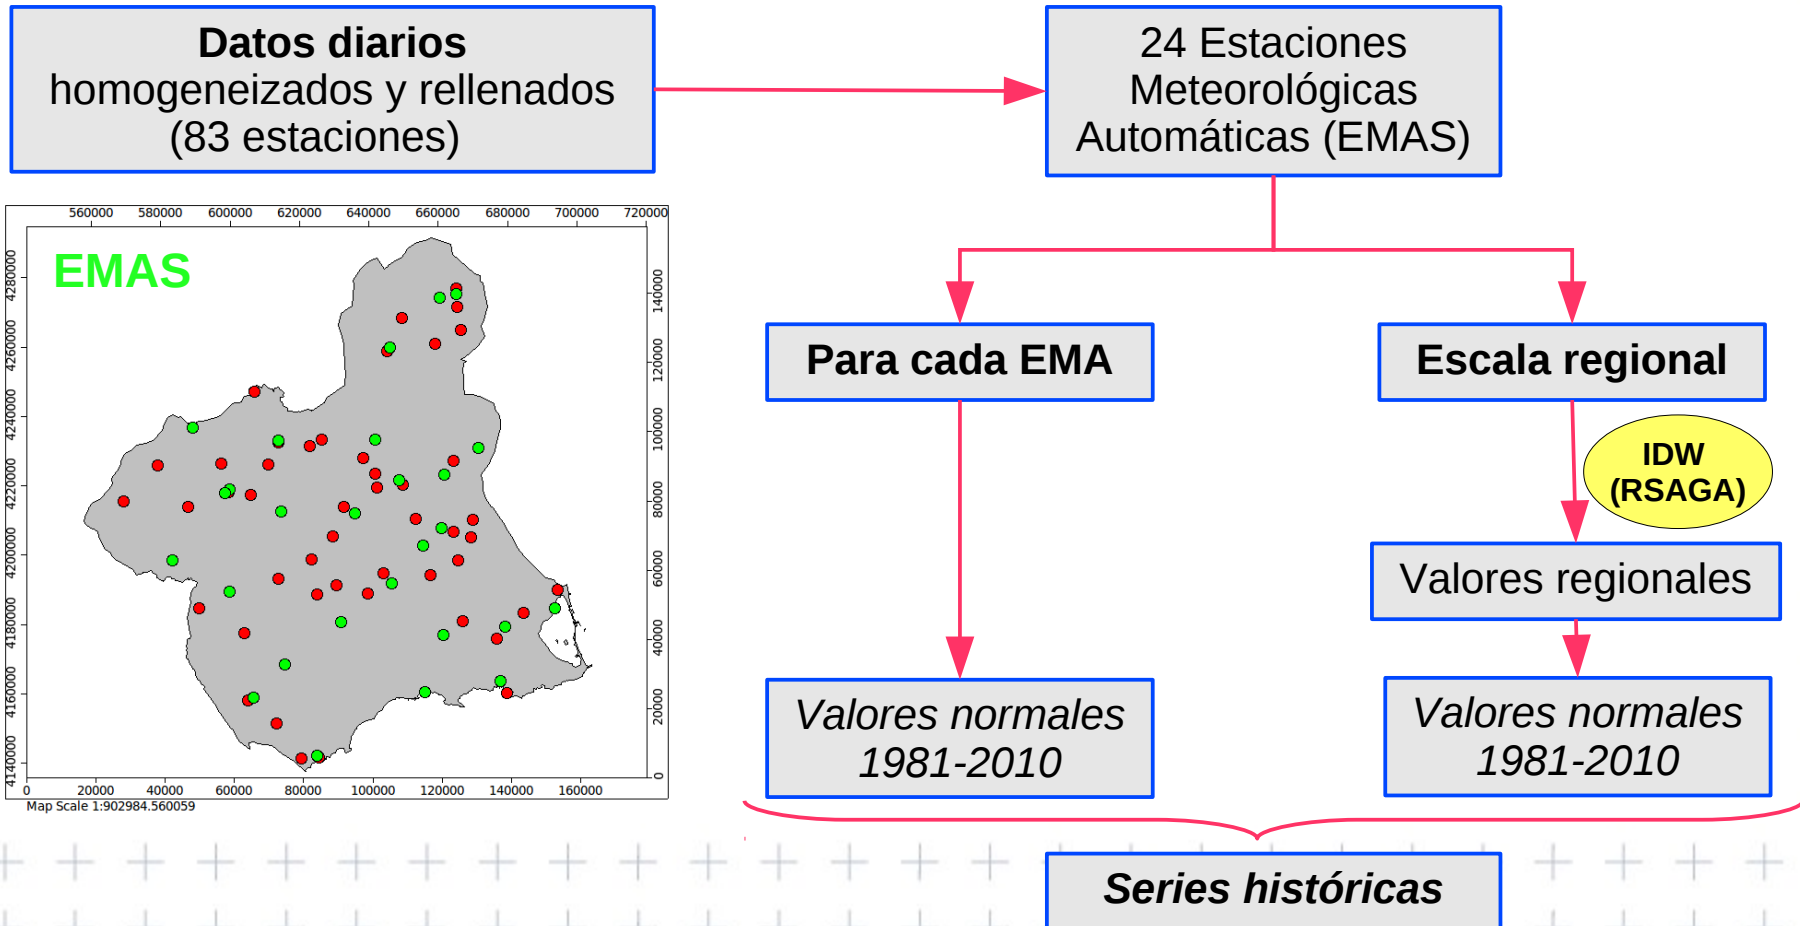 Datos diarios
homogeneizados y rellenados
(83 estaciones)
24 Estaciones
Meteorológicas
Automáticas (EMAS)
560000 580000 600000 620000 640000 660000 680000 700000 720000
EMAS
4280000
4260000
4240000
4220000
4200000
4180000
4160000
4140000
140000
120000
100000
80000
60000
40000
20000
0
0 20000 40000 60000 80000 100000 120000 140000 160000
Map Scale 1:902984.560059
Para cada EMA
Escala regional
IDW
(RSAGA)
Valores regionales
Valores normales
1981-2010
Valores normales
1981-2010
Series históricas